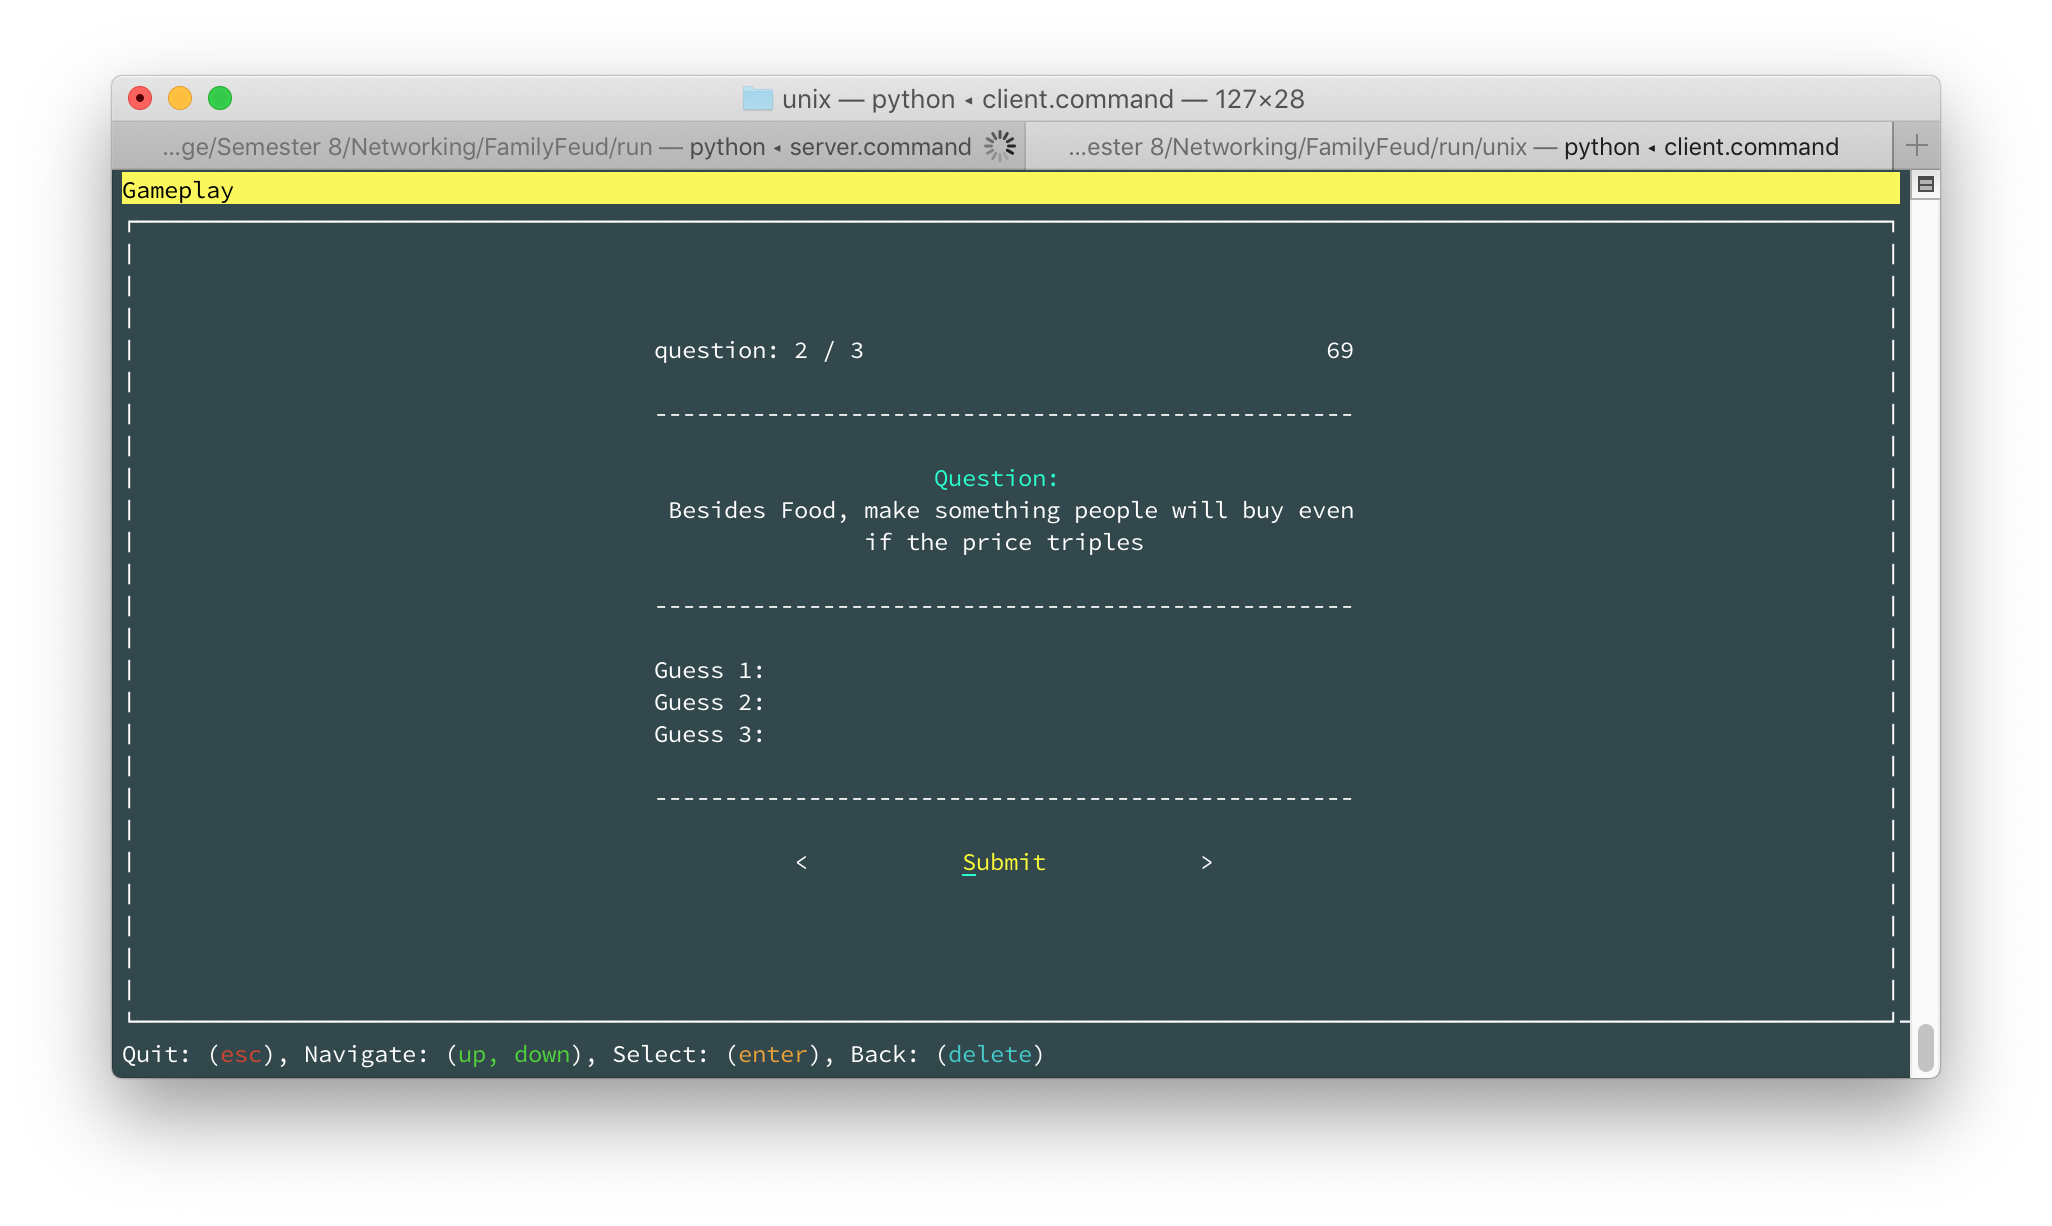 unix — python ◂ client.command — 127×28
...ge/Semester 8/Networking/FamilyFeud/run — python ◂ server.command
...ester 8/Networking/FamilyFeud/run/unix — python ◂ client.command
Gameplay
question: 2 / 3 69
--------------------------------------------------
Question:
Besides Food, make something people will buy even
if the price triples
--------------------------------------------------
Guess 1:
Guess 2:
Guess 3:
--------------------------------------------------
< Submit >
Quit: (esc), Navigate: (up, down), Select: (enter), Back: (delete)